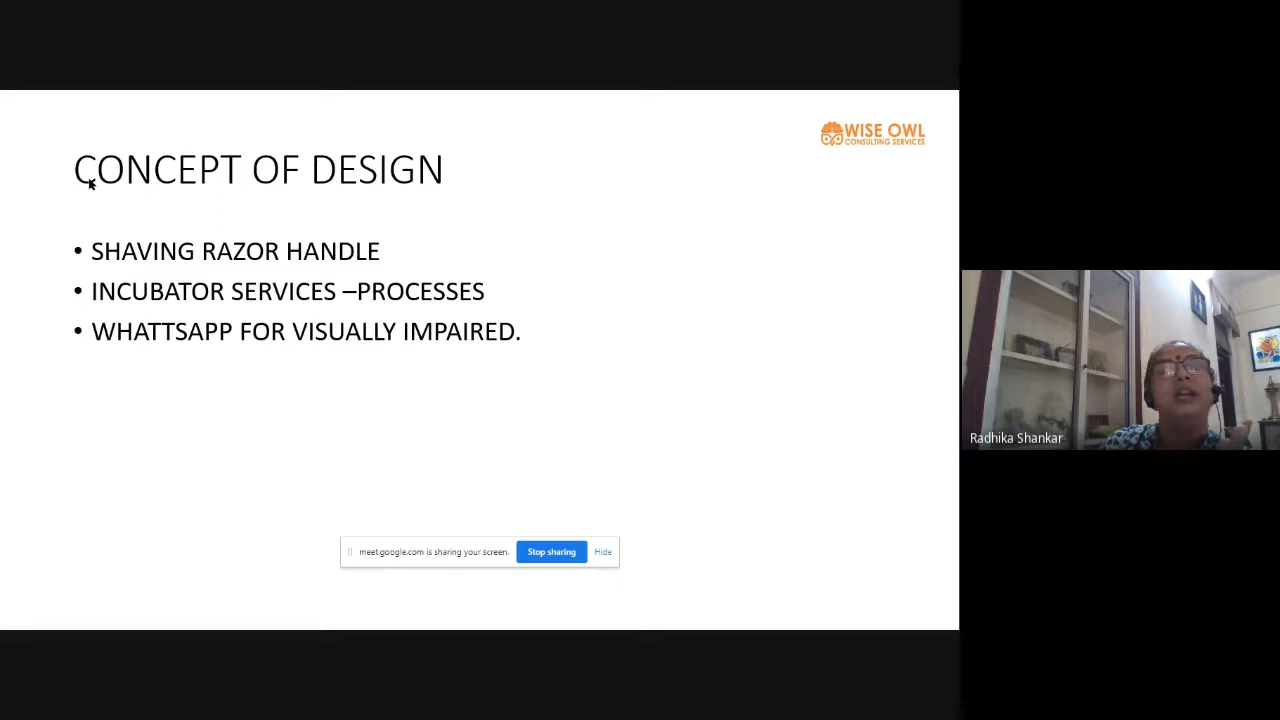 WISE OWL
CONSULTING SERVICES
CONCEPT OF DESIGN
• SHAVING RAZOR HANDLE
• INCUBATOR SERVICES –PROCESSES
• WHATTSAPP FOR VISUALLY IMPAIRED.
Radhika Shankar
meet.google.com is sharing your screen. Stop sharing Hide